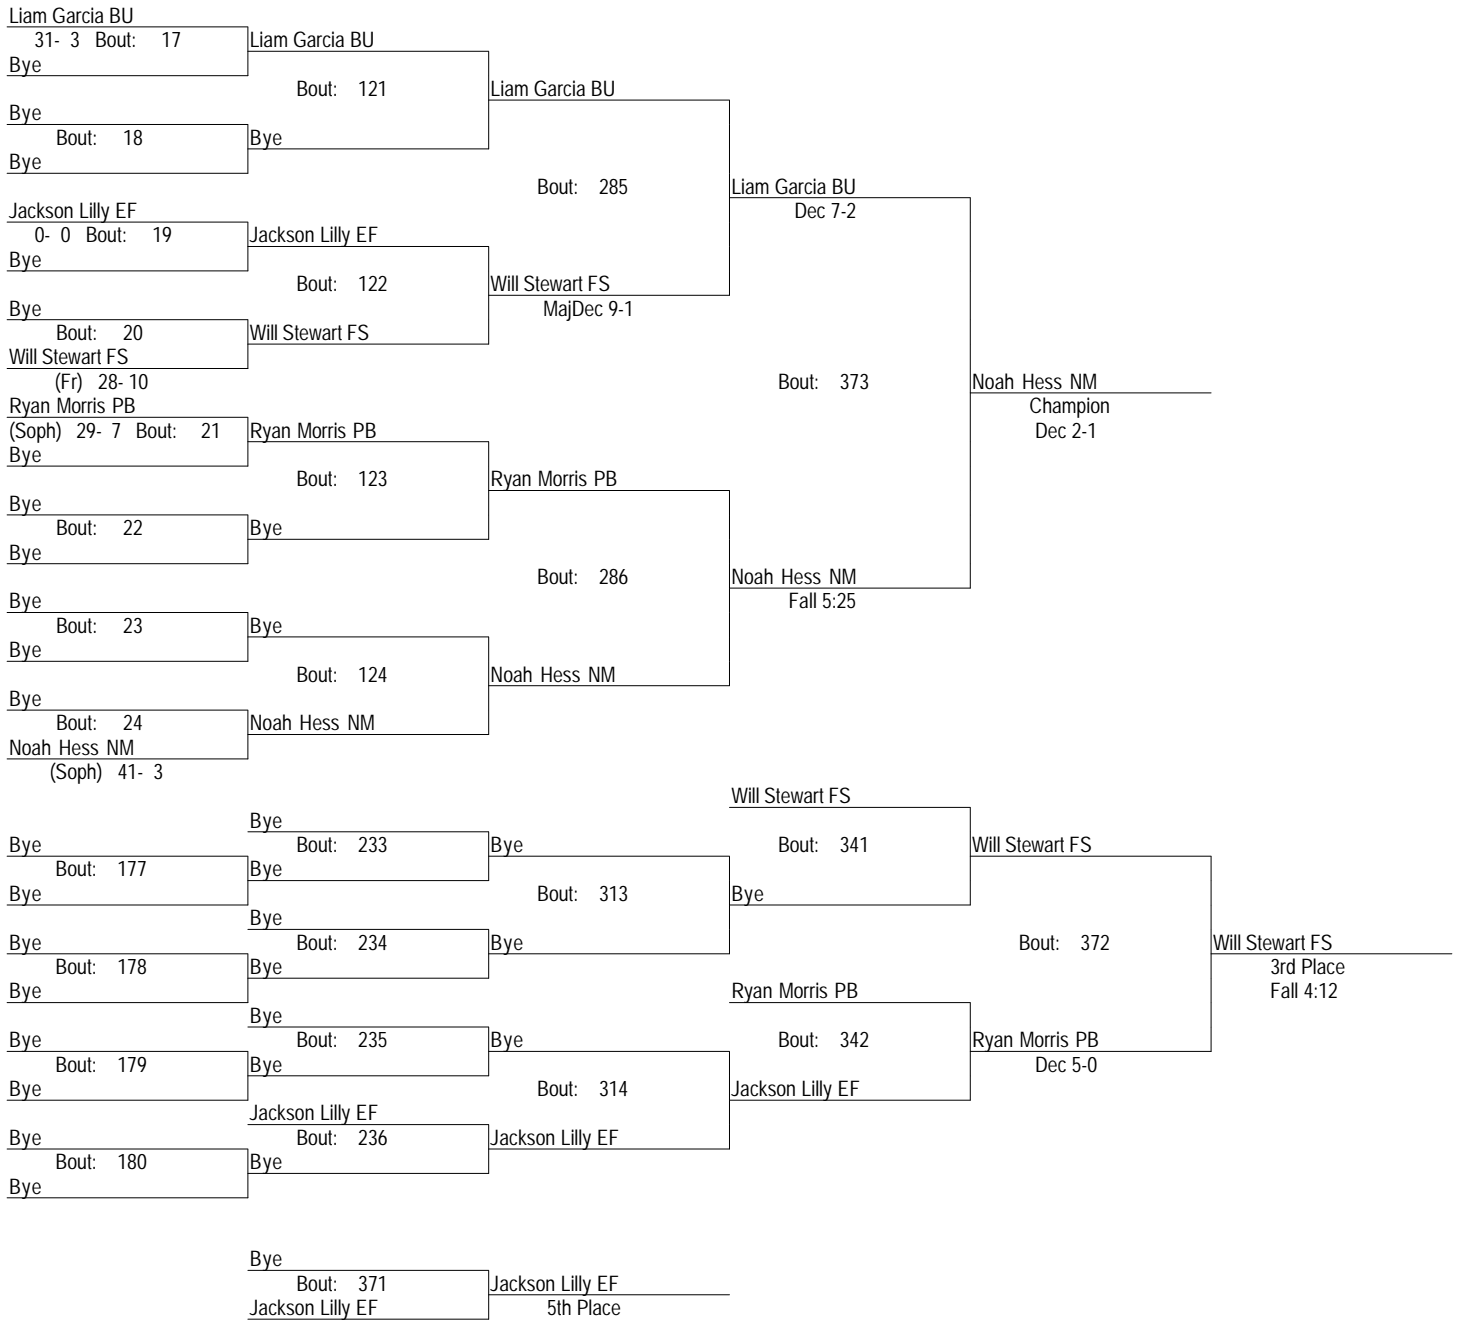 Liam Garcia BU
31- 3 Bout: 17 Liam Garcia BU
Bye
Bout: 121 Liam Garcia BU
Bye
Bout: 18 Bye
Bye
Bout: 285 Liam Garcia BU
Dec 7-2
Jackson Lilly EF
0- 0 Bout: 19 Jackson Lilly EF
Bye
Bout: 122 Will Stewart FS
MajDec 9-1
Bye
Bout: 20 Will Stewart FS
Will Stewart FS
(Fr) 28- 10
Bout: 373 Noah Hess NM
Champion
Dec 2-1
Ryan Morris PB
(Soph) 29- 7 Bout: 21 Ryan Morris PB
Bye
Bout: 123 Ryan Morris PB
Bye
Bout: 22 Bye
Bye
Bout: 286 Noah Hess NM
Fall 5:25
Bye
Bout: 23 Bye
Bye
Bout: 124 Noah Hess NM
Bye
Bout: 24 Noah Hess NM
Noah Hess NM
(Soph) 41- 3
Will Stewart FS
Bye
Bye Bout: 233 Bye Bout: 341 Will Stewart FS
Bout: 177 Bye
Bye Bout: 313 Bye
Bye
Bye Bout: 234 Bye Bout: 372 Will Stewart FS
Bout: 178 Bye 3rd Place
Bye Ryan Morris PB Fall 4:12
Bye
Bye Bout: 235 Bye Bout: 342 Ryan Morris PB
Bout: 179 Bye Dec 5-0
Bye Bout: 314 Jackson Lilly EF
Jackson Lilly EF
Bye Bout: 236 Jackson Lilly EF
Bout: 180 Bye
Bye
Bye
Bout: 371 Jackson Lilly EF
Jackson Lilly EF 5th Place